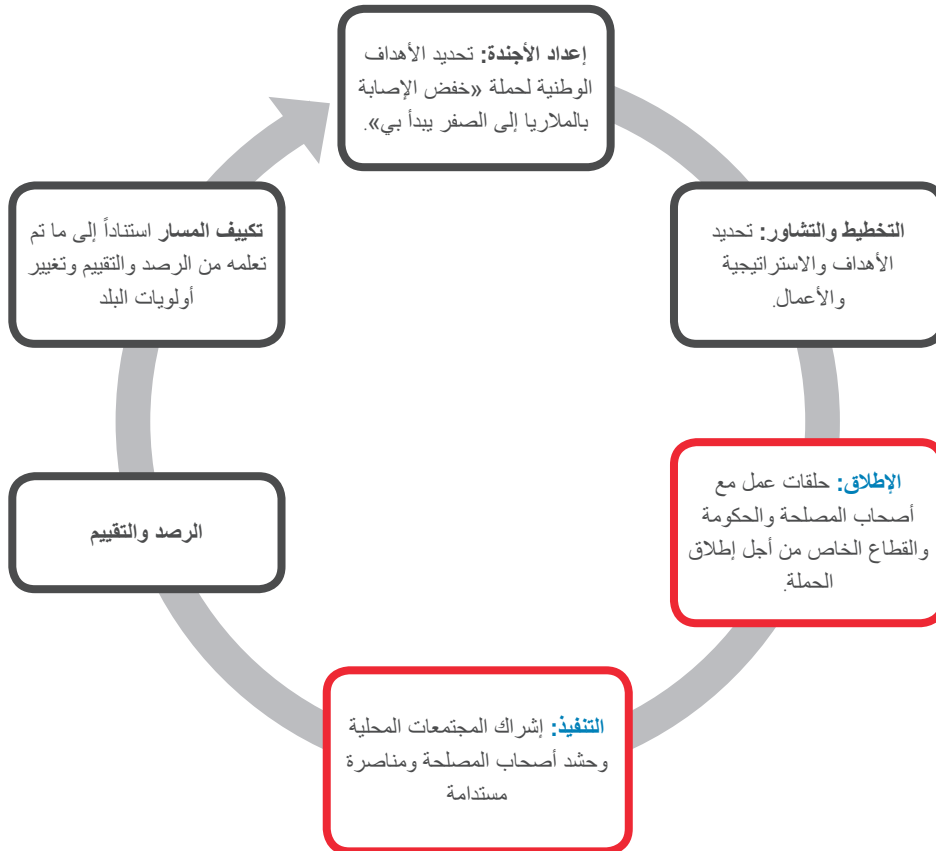 إعداد الأجندة: تحديد الأهداف
الوطنية لحملة «خفض الإصابة
بالملاريا إلى الصفر يبدأ بي».
التخطيط والتشاور: تحديد
الأهداف والاستراتيجية
والأعمال.
الإطلاق: حلقات عمل مع
أصحاب المصلحة والحكومة
والقطاع الخاص من أجل إطلاق
الحملة.
التنفيذ: إشراك المجتمعات المحلية
وحشد أصحاب المصلحة ومناصرة
مستدامة
الرصد والتقييم
تكييف المسار استناداً إلى ما تم
تعلمه من الرصد والتقييم وتغيير
أولويات البلد